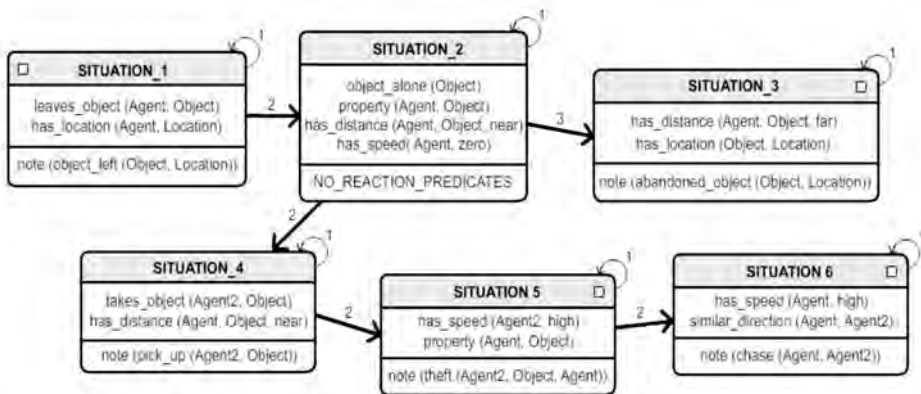 SITUATION_1
1
leaves_object (Agent, Object)
has_location (Agent, Location)
note (object_left (Object, Location))
2
SITUATION_2
1
object_alone (Object)
property (Agent, Object)
has_distance (Agent, Object, near)
has_speed( Agent, zero)
NO_REACTION_PREDICATES
3
SITUATION_3
1
has_distance (Agent, Object, far)
has_location (Object, Location)
note (abandoned_object (Object, Location))
2
SITUATION_4
1
takes_object (Agent2, Object)
has_distance (Agent, Object, near)
note (pick_up (Agent2, Object))
2
SITUATION 5
1
has_speed (Agent2, high)
property (Agent, Object)
note (theft (Agent2, Object, Agent))
2
SITUATION 6
1
has_speed (Agent, high)
similar_direction (Agent, Agent2)
note (chase (Agent, Agent2))